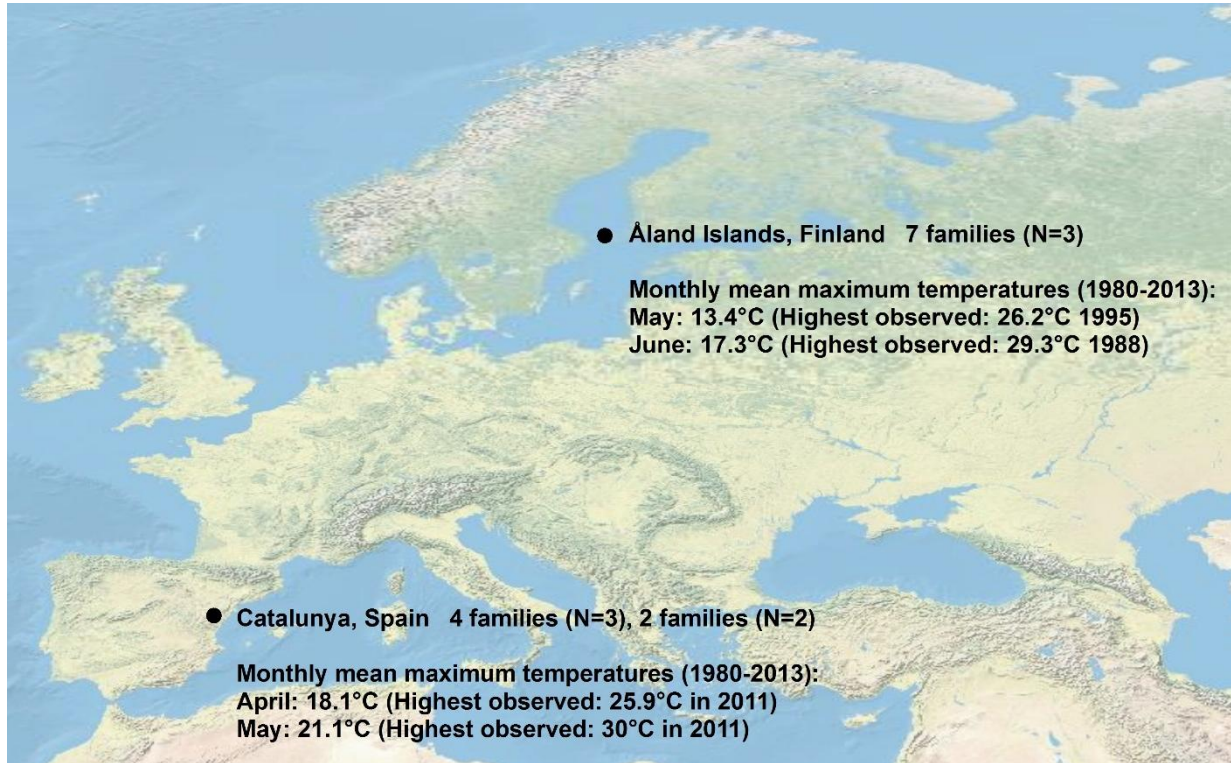 Åland Islands, Finland 7 families (N=3)
Monthly mean maximum temperatures (1980-2013):
May: 13.4°C (Highest observed: 26.2°C 1995)
June: 17.3°C (Highest observed: 29.3°C 1988)
Catalunya, Spain 4 families (N=3), 2 families (N=2)
Monthly mean maximum temperatures (1980-2013):
April: 18.1°C (Highest observed: 25.9°C in 2011)
May: 21.1°C (Highest observed: 30°C in 2011)